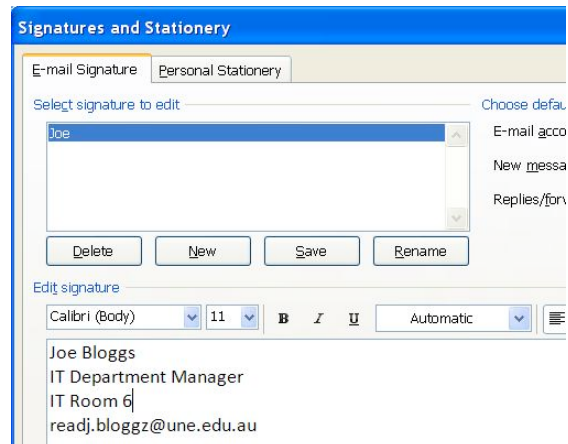 Signatures and Stationery
E-mail Signature Personal Stationery
Select signature to edit Choose defau
Joe
E-mail acco
New messa
Replies/forw
Delete New Save Rename
Edit signature
Calibri (Body) 11 B I U Automatic
Joe Bloggs
IT Department Manager
IT Room 6
readj.bloggz@une.edu.au